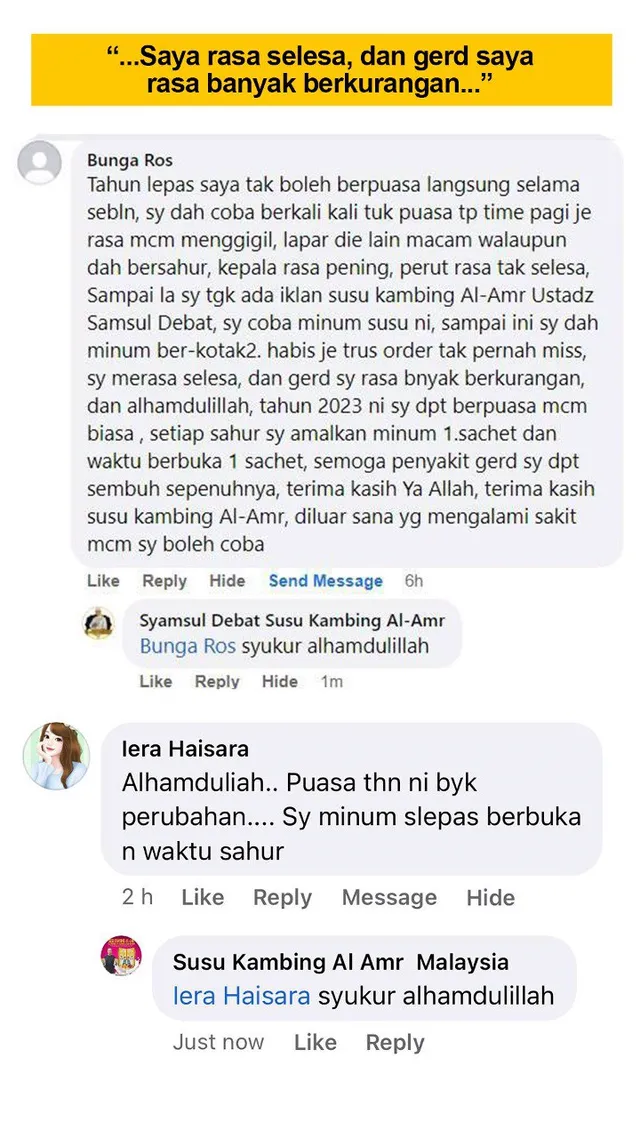 “...Saya rasa selesa, dan gerd saya
rasa banyak berkurangan...”
Bunga Ros
Tahun lepas saya tak boleh berpuasa langsung selama
sebln, sy dah coba berkali kali tuk puasa tp time pagi je
rasa mcm menggigil, lapar die lain macam walaupun
dah bersahur, kepala rasa pening, perut rasa tak selesa,
Sampai la sy tgk ada iklan susu kambing Al-Amr Ustadz
Samsul Debat, sy coba minum susu ni, sampai ini sy dah
minum ber-kotak2. habis je trus order tak pernah miss,
sy merasa selesa, dan gerd sy rasa bnyak berkurangan,
dan alhamdulillah, tahun 2023 ni sy dpt berpuasa mcm
biasa , setiap sahur sy amalkan minum 1.sachet dan
waktu berbuka 1 sachet, semoga penyakit gerd sy dpt
sembuh sepenuhnya, terima kasih Ya Allah, terima kasih
susu kambing Al-Amr, diluar sana yg mengalami sakit
mcm sy boleh coba
Like Reply Hide Send Message 6h
Syamsul Debat Susu Kambing Al-Amr
Bunga Ros syukur alhamdulillah
Like Reply Hide 1m
Iera Haisara
Alhamduliah.. Puasa thn ni byk
perubahan.... Sy minum slepas berbuka
n waktu sahur
2 h Like Reply Message Hide
Susu Kambing Al Amr Malaysia
Iera Haisara syukur alhamdulillah
Just now Like Reply